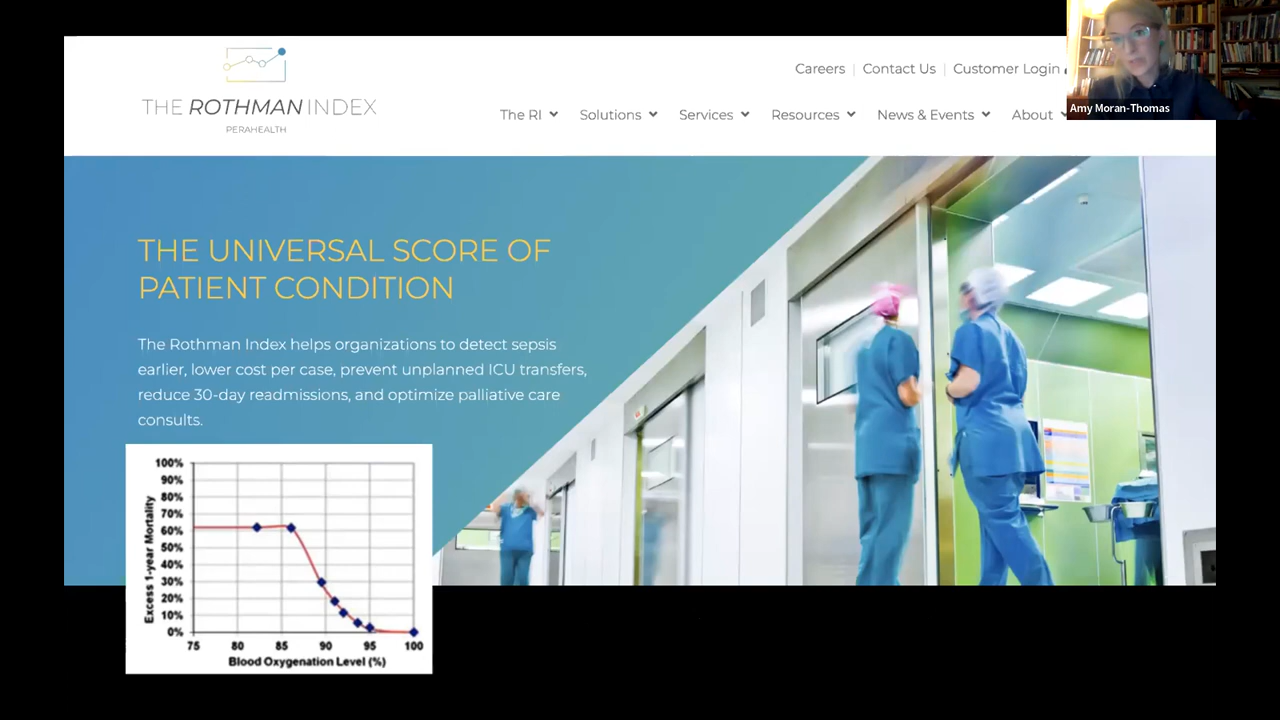 THE ROTHMAN INDEX
PERAHEALTH
Careers | Contact Us | Customer Login
The RI Solutions Services Resources News & Events About
Amy Moran-Thomas
THE UNIVERSAL SCORE OF
PATIENT CONDITION
The Rothman Index helps organizations to detect sepsis
earlier, lower cost per case, prevent unplanned ICU transfers,
reduce 30-day readmissions, and optimize palliative care
consults.
Excess 1-year Mortality
100%
90%
80%
70%
60%
50%
40%
30%
20%
10%
0%
75 80 85 90 95 100
Blood Oxygenation Level (%)